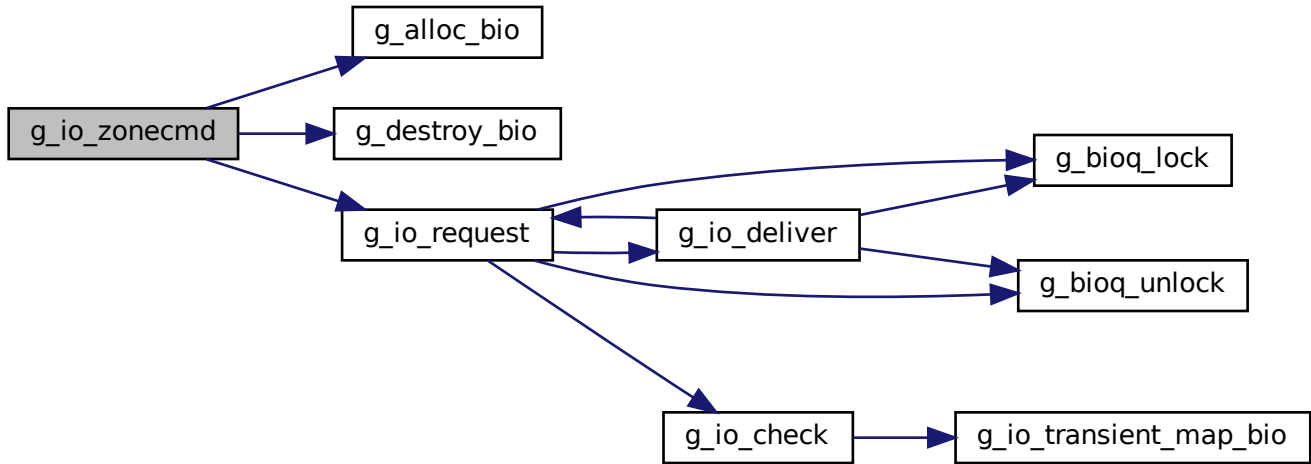 g_alloc_bio
g_io_zonecmd
g_destroy_bio
g_bioq_lock
g_io_request
g_io_deliver
g_bioq_unlock
g_io_check
g_io_transient_map_bio